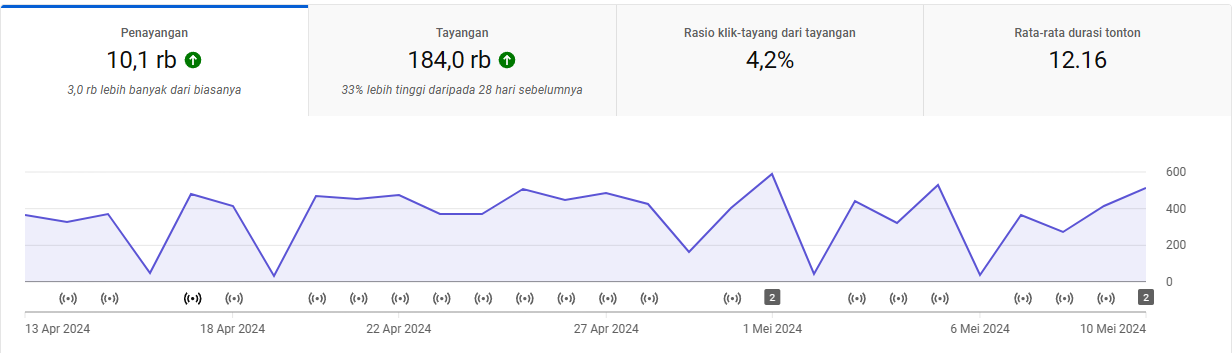 Penayangan
10,1 rb
3,0 rb lebih banyak dari biasanya
Tayangan
184,0 rb
33% lebih tinggi daripada 28 hari sebelumnya
Rasio klik-tayang dari tayangan
4,2%
Rata-rata durasi tonton
12.16
600
400
200
0
2
2
13 Apr 2024
18 Apr 2024
22 Apr 2024
27 Apr 2024
1 Mei 2024
6 Mei 2024
10 Mei 2024